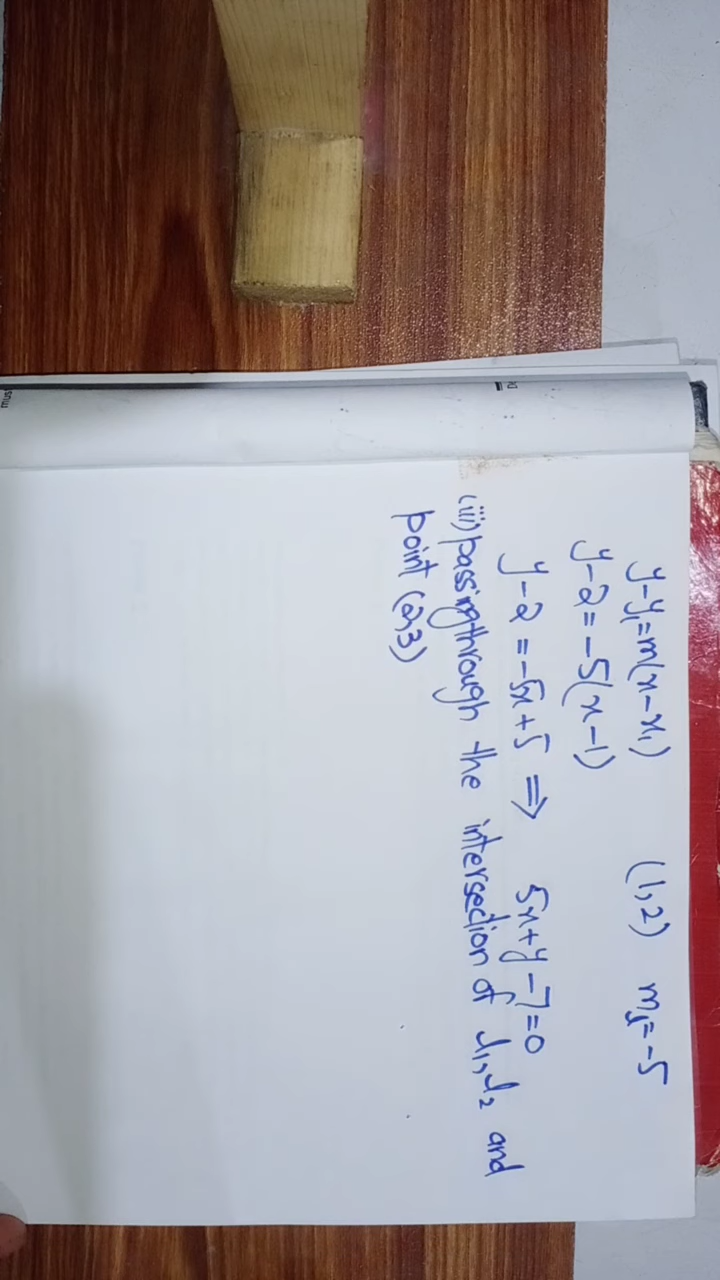 y-y₁=m(x-x₁) (1,2) m₁=-5
y-2=-5(x-1)
y-2=-5x+5 ⇒ 5x+y-7=0
(iii) passing through the intersection of l₁, l₂ and
point (2,3)